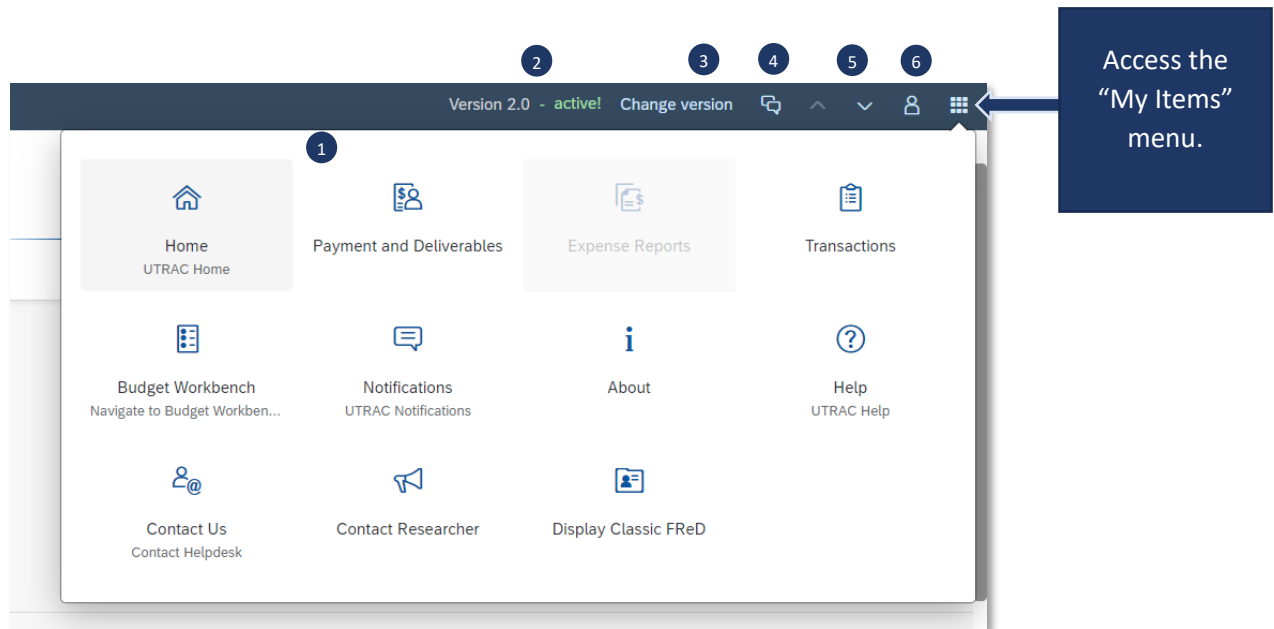 2
3
4
5
6
Access the
“My Items”
menu.
Version 2.0 - active! Change version
1
Home
UTRAC Home
Payment and Deliverables
Expense Reports
Transactions
Budget Workbench
Navigate to Budget Workben...
Notifications
UTRAC Notifications
About
Help
UTRAC Help
Contact Us
Contact Helpdesk
Contact Researcher
Display Classic FReD